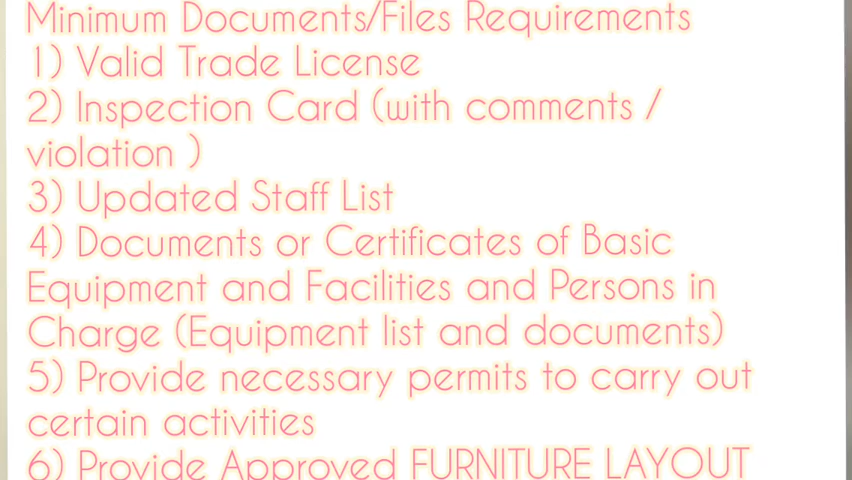 Minimum Documents/Files Requirements
1) Valid Trade License
2) Inspection Card (with comments /
violation )
3) Updated Staff List
4) Documents or Certificates of Basic
Equipment and Facilities and Persons in
Charge (Equipment list and documents)
5) Provide necessary permits to carry out
certain activities
6) Provide Approved FURNITURE LAYOUT